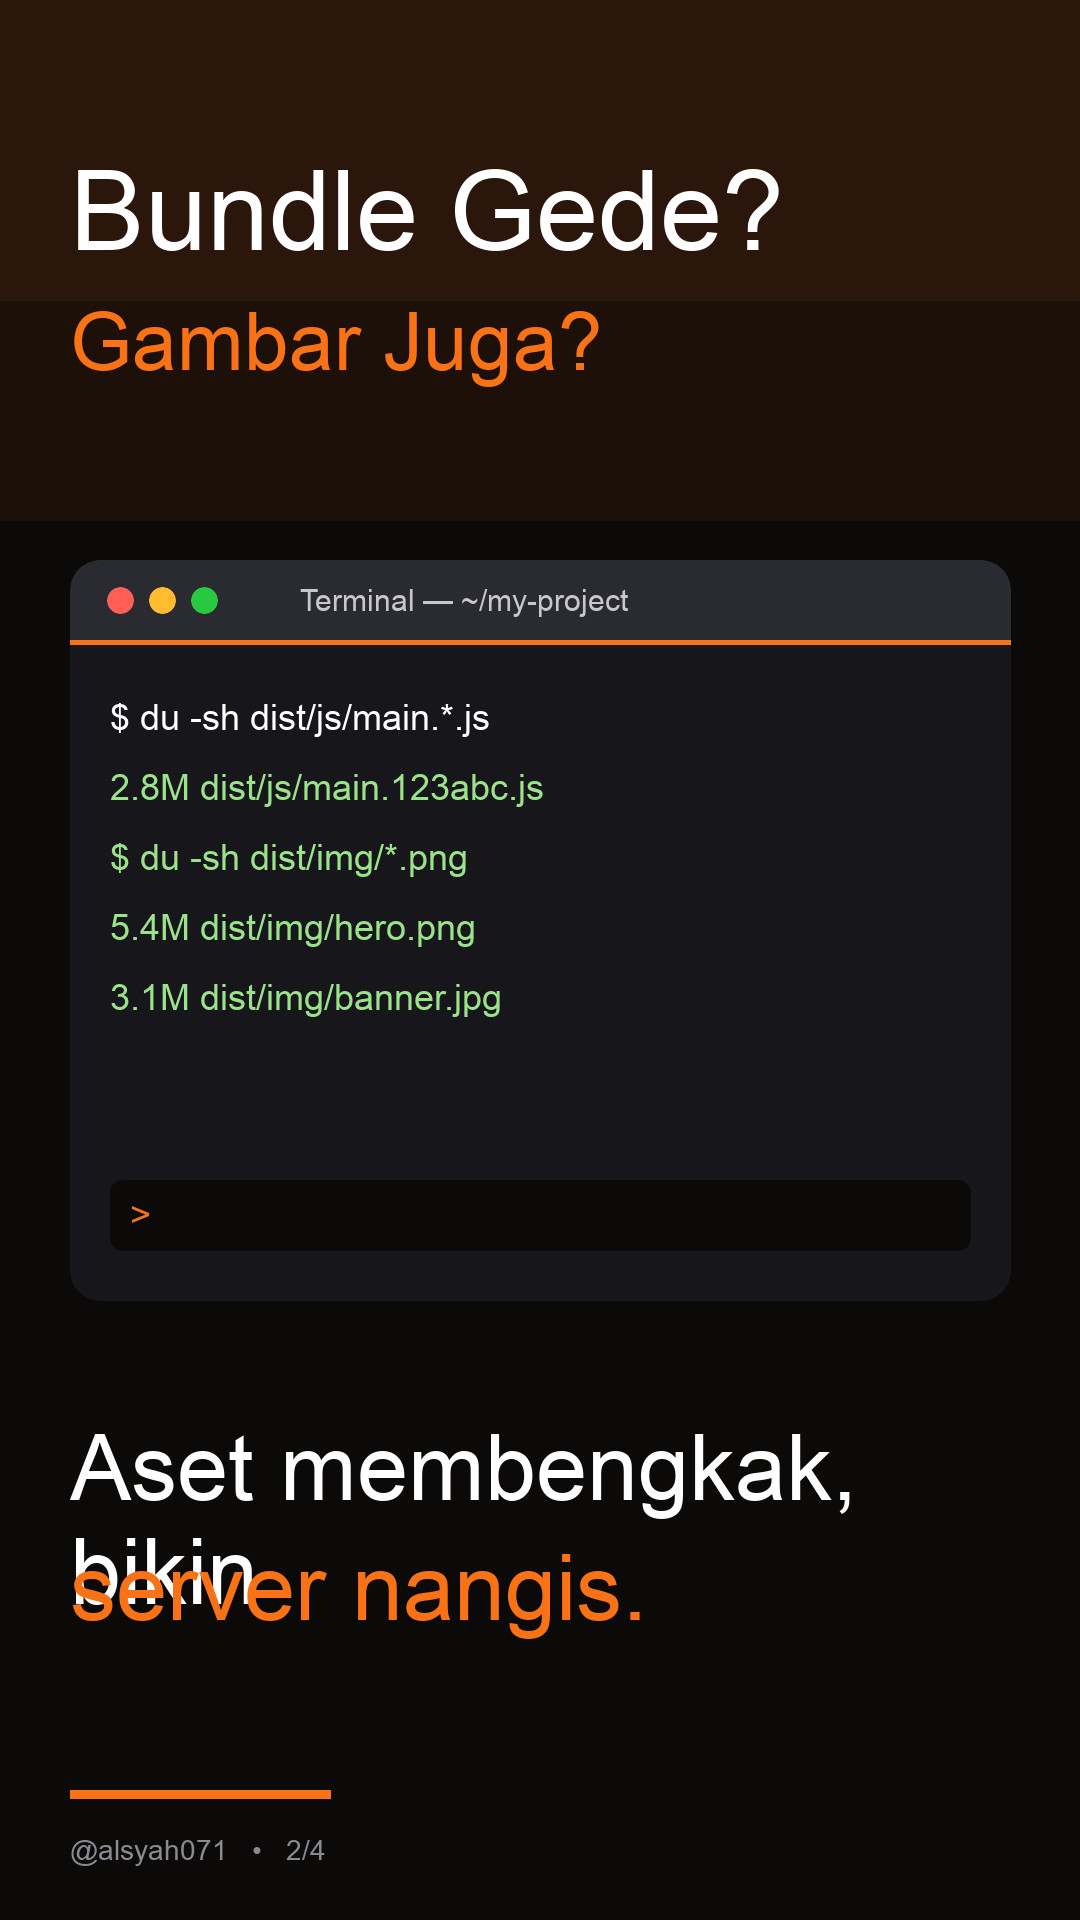 Bundle Gede?
Gambar Juga?
Terminal — ~/my-project
$ du -sh dist/js/main.*.js
2.8M dist/js/main.123abc.js
$ du -sh dist/img/*.png
5.4M dist/img/hero.png
3.1M dist/img/banner.jpg
>
Aset membengkak,
bikin
server nangis.
@alsyah071 • 2/4